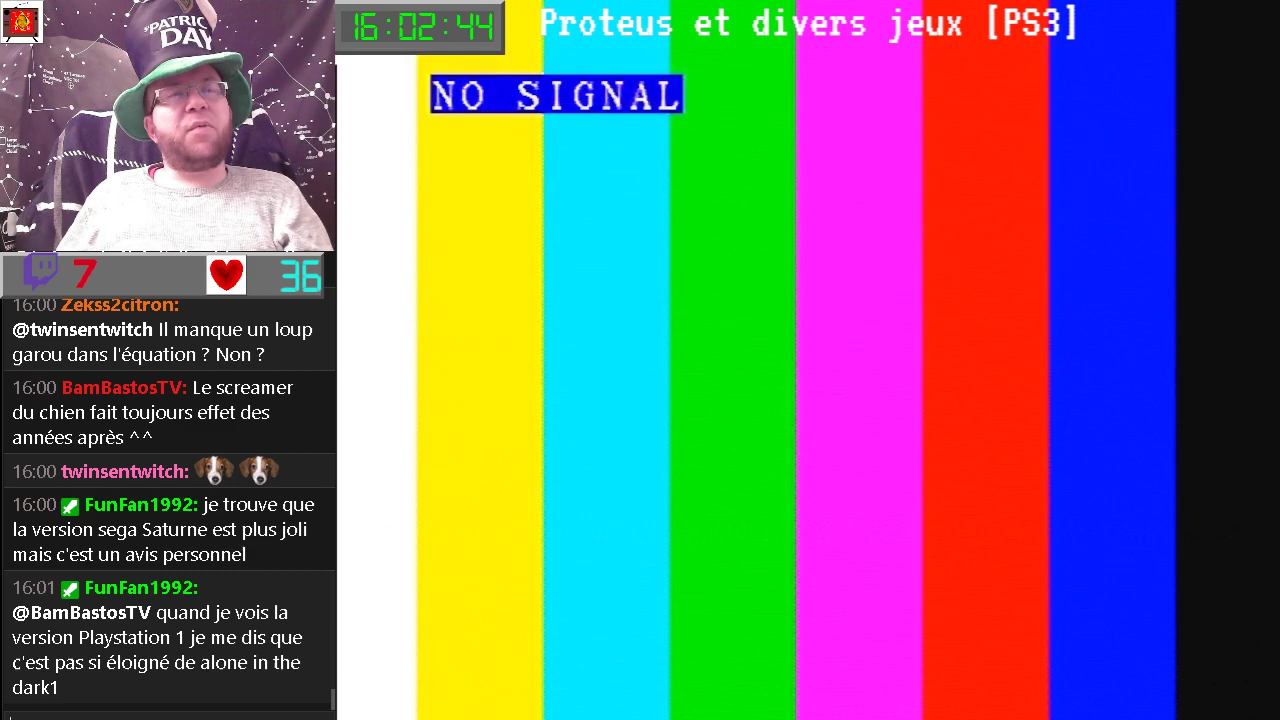 PATRIC
DAY
16:02:44
Proteus et divers jeux [PS3]
NO SIGNAL
7
36
16:00 Zekss2citron:
@twinsentwitch Il manque un loup
garou dans l'équation ? Non ?
16:00 BamBastosTV: Le screamer
du chien fait toujours effet des
années après ^^
16:00 twinsentwitch:
16:00 FunFan1992: je trouve que
la version sega Saturne est plus joli
mais c'est un avis personnel
16:01 FunFan1992:
@BamBastosTV quand je vois la
version Playstation 1 je me dis que
c'est pas si éloigné de alone in the
dark1